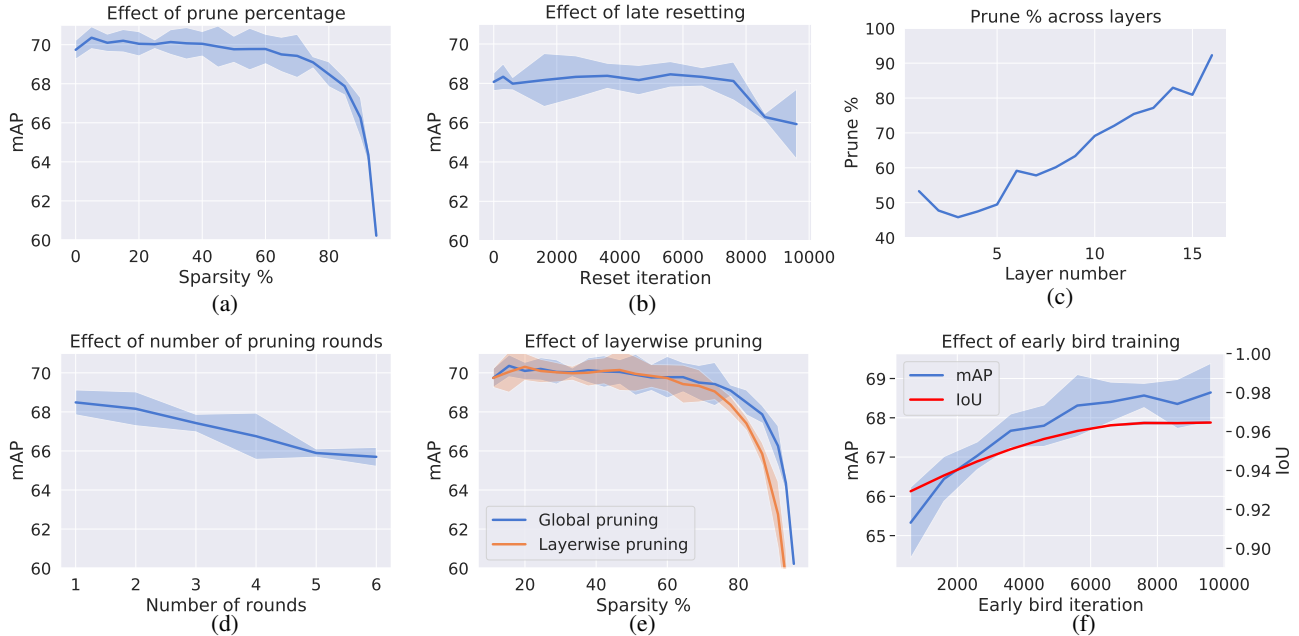 Effect of prune percentage
mAP
70
68
66
64
62
60
0 20 40 60 80
Sparsity %
(a)
Effect of late resetting
mAP
70
68
66
64
62
60
0 2000 4000 6000 8000 10000
Reset iteration
(b)
Prune % across layers
Prune %
100
90
80
70
60
50
40
5 10 15
Layer number
(c)
Effect of number of pruning rounds
mAP
70
68
66
64
62
60
1 2 3 4 5 6
Number of rounds
(d)
Effect of layerwise pruning
mAP
70
68
66
64
62
60
Global pruning
Layerwise pruning
20 40 60 80
Sparsity %
(e)
Effect of early bird training
mAP
69
68
67
66
65
mAP
IoU
1.00
0.98
0.96
0.94
0.92
0.90
IoU
2000 4000 6000 8000 10000
Early bird iteration
(f)